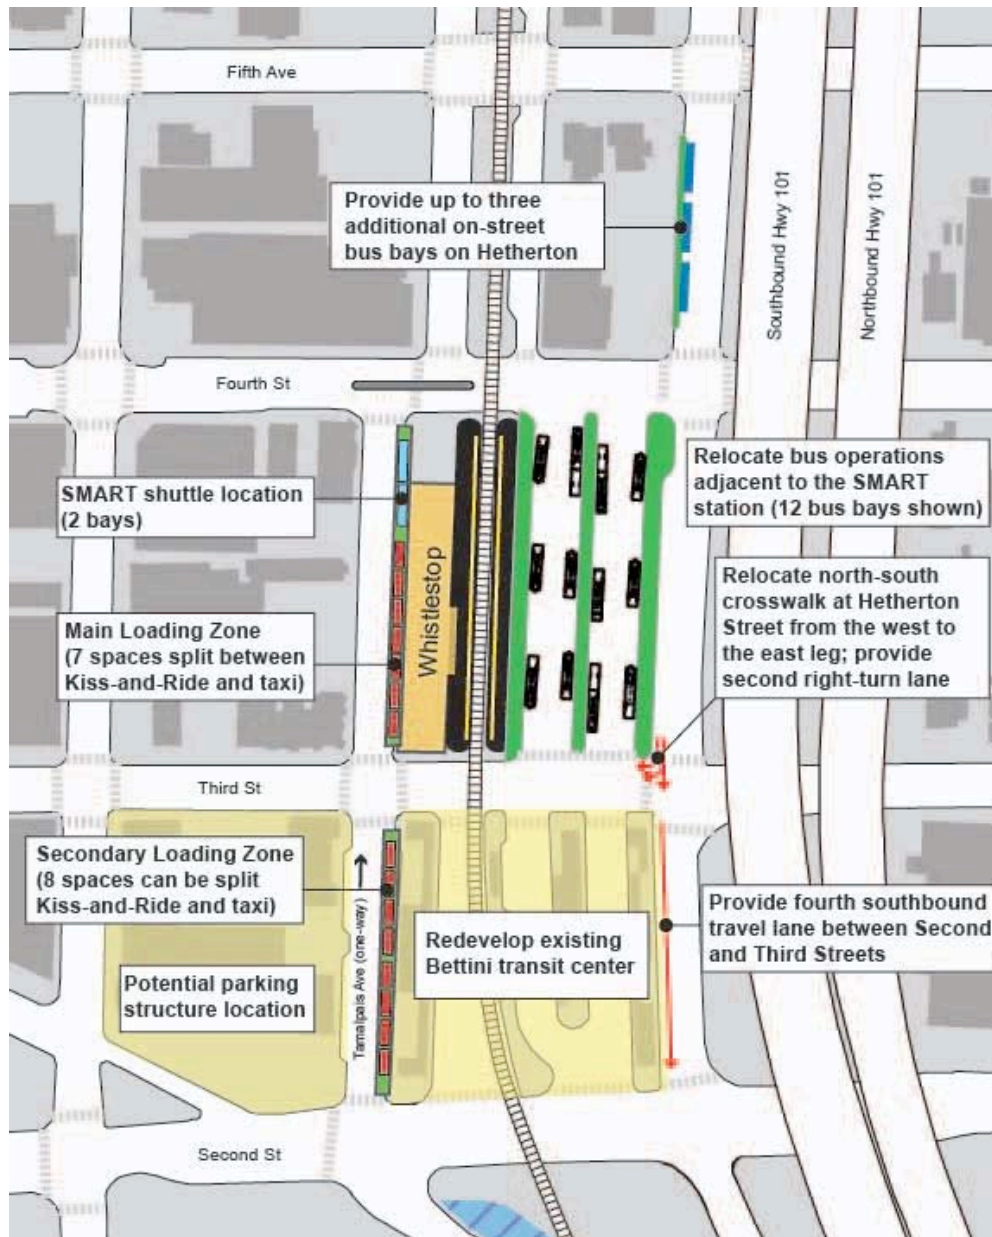 Fifth Ave
Provide up to three
additional on-street
bus bays on Hetherton
Southbound Hwy 101
Northbound Hwy 101
Fourth St
SMART shuttle location
(2 bays)
Relocate bus operations
adjacent to the SMART
station (12 bus bays shown)
Whistlestop
Main Loading Zone
(7 spaces split between
Kiss-and-Ride and taxi)
Relocate north-south
crosswalk at Hetherton
Street from the west to
the east leg; provide
second right-turn lane
Third St
Secondary Loading Zone
(8 spaces can be split
Kiss-and-Ride and taxi)
Tamalpais Ave (one-way)
Redevelop existing
Bettini transit center
Provide fourth southbound
travel lane between Second
and Third Streets
Potential parking
structure location
Second St